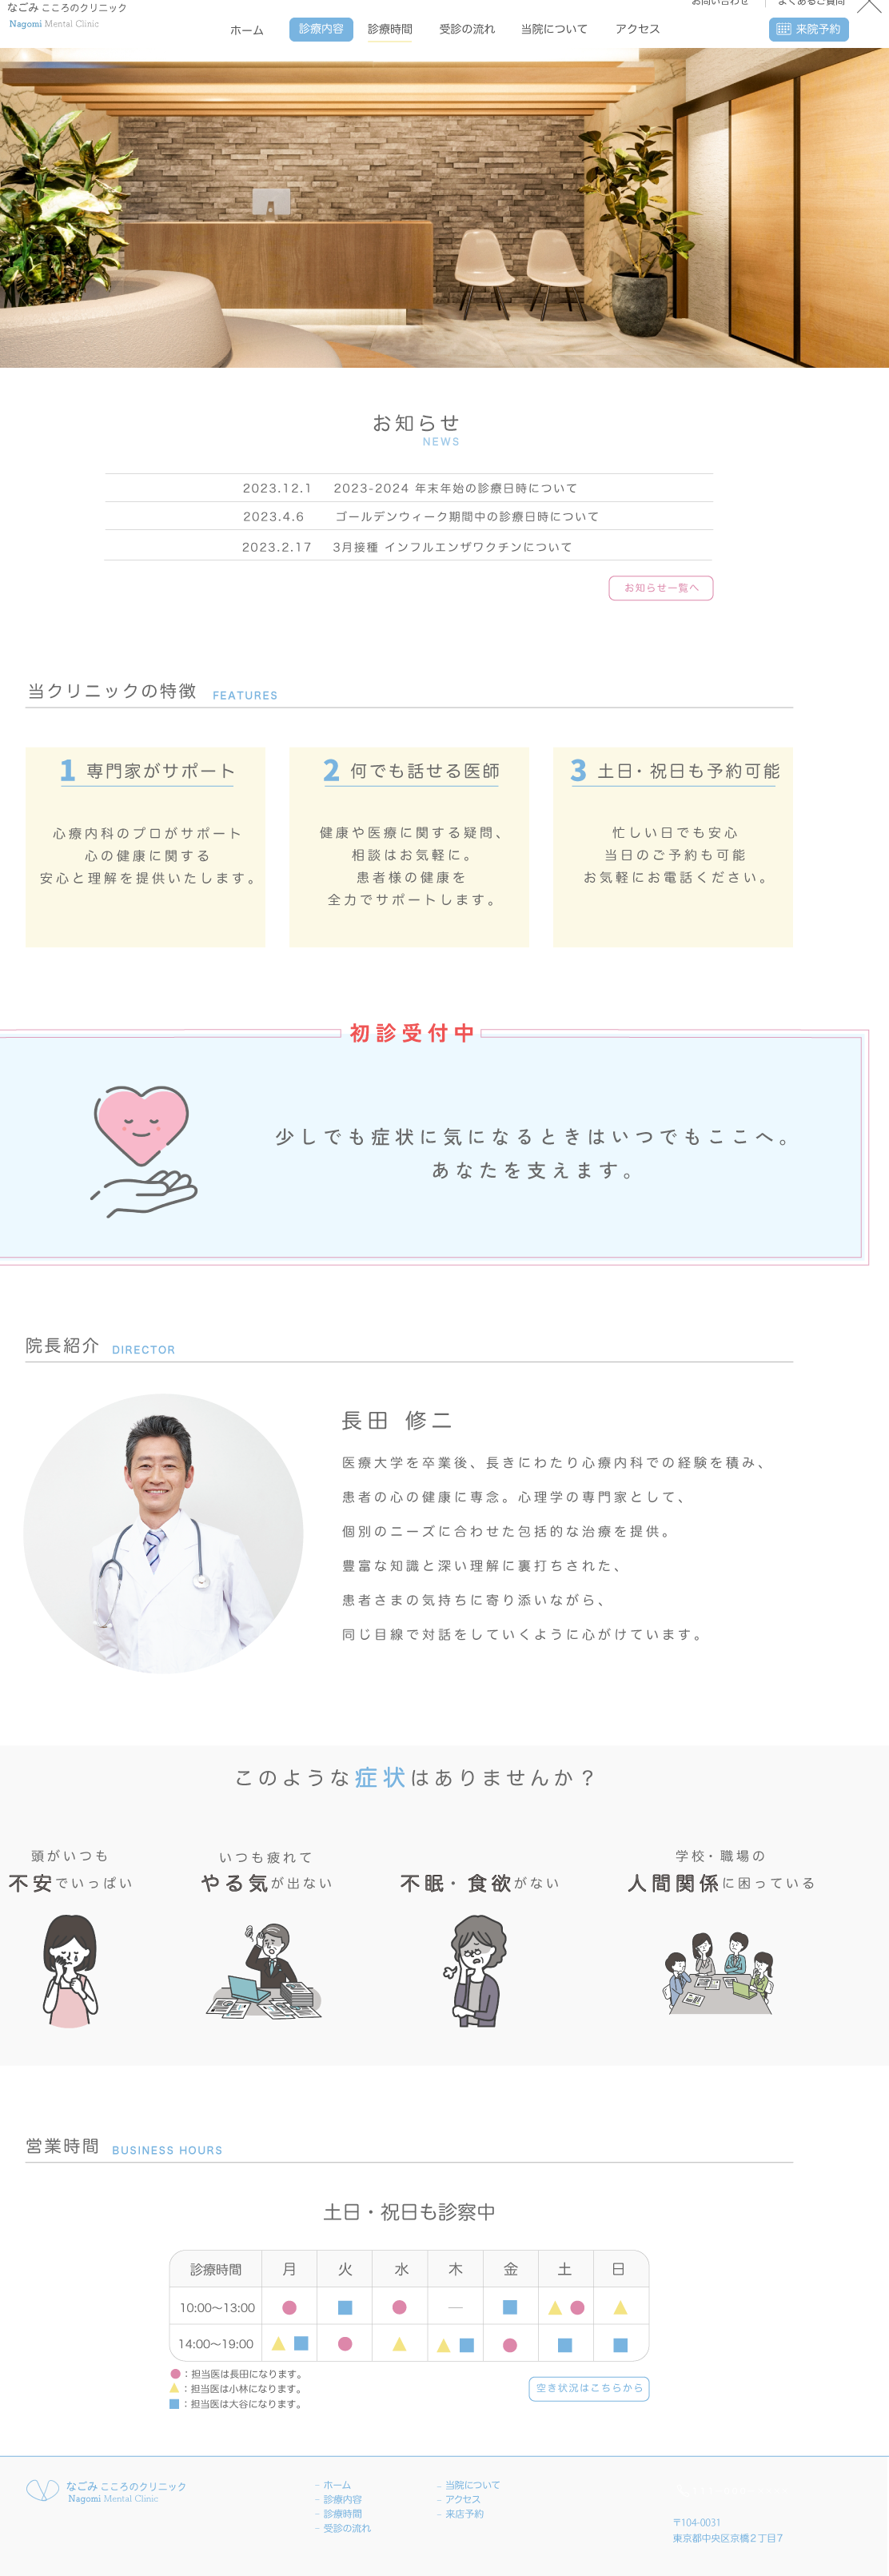 なごみ こころのクリニック
Nagomi Mental Clinic
お問い合わせ
よくあるご質問
ホーム
診療内容
診療時間
受診の流れ
当院について
アクセス
来院予約
お知らせ
NEWS
2023.12.1 2023-2024 年末年始の診療日時について
2023.4.6 ゴールデンウィーク期間中の診療日時について
2023.2.17 3月接種 インフルエンザワクチンについて
お知らせ一覧へ
当クリニックの特徴 FEATURES
1 専門家がサポート
心療内科のプロがサポート
心の健康に関する
安心と理解を提供いたします。
2 何でも話せる医師
健康や医療に関する疑問、
相談はお気軽に。
患者様の健康を
全力でサポートします。
3 土日・祝日も予約可能
忙しい日でも安心
当日のご予約も可能
お気軽にお電話ください。
初診受付中
少しでも症状に気になるときはいつでもここへ。
あなたを支えます。
院長紹介 DIRECTOR
長田 修二
医療大学を卒業後、長きにわたり心療内科での経験を積み、
患者の心の健康に専念。心理学の専門家として、
個別のニーズに合わせた包括的な治療を提供。
豊富な知識と深い理解に裏打ちされた、
患者さまの気持ちに寄り添いながら、
同じ目線で対話をしていくように心がけています。
このような症状はありませんか？
頭がいつも
不安でいっぱい
いつも疲れて
やる気が出ない
不眠・食欲がない
学校・職場の
人間関係に困っている
営業時間 BUSINESS HOURS
土日・祝日も診察中
診療時間 月 火 水 木 金 土 日
10:00〜13:00 ● ■ ● — ■ ▲ ● ▲
14:00〜19:00 ▲ ■ ● ▲ ▲ ■ ● ■ ■
●：担当医は長田になります。
▲：担当医は小林になります。
■：担当医は大谷になります。
空き状況はこちらから
なごみ こころのクリニック
Nagomi Mental Clinic
- ホーム
- 診療内容
- 診療時間
- 受診の流れ
- 当院について
- アクセス
- 来店予約
〒104-0031
東京都中央区京橋２丁目７